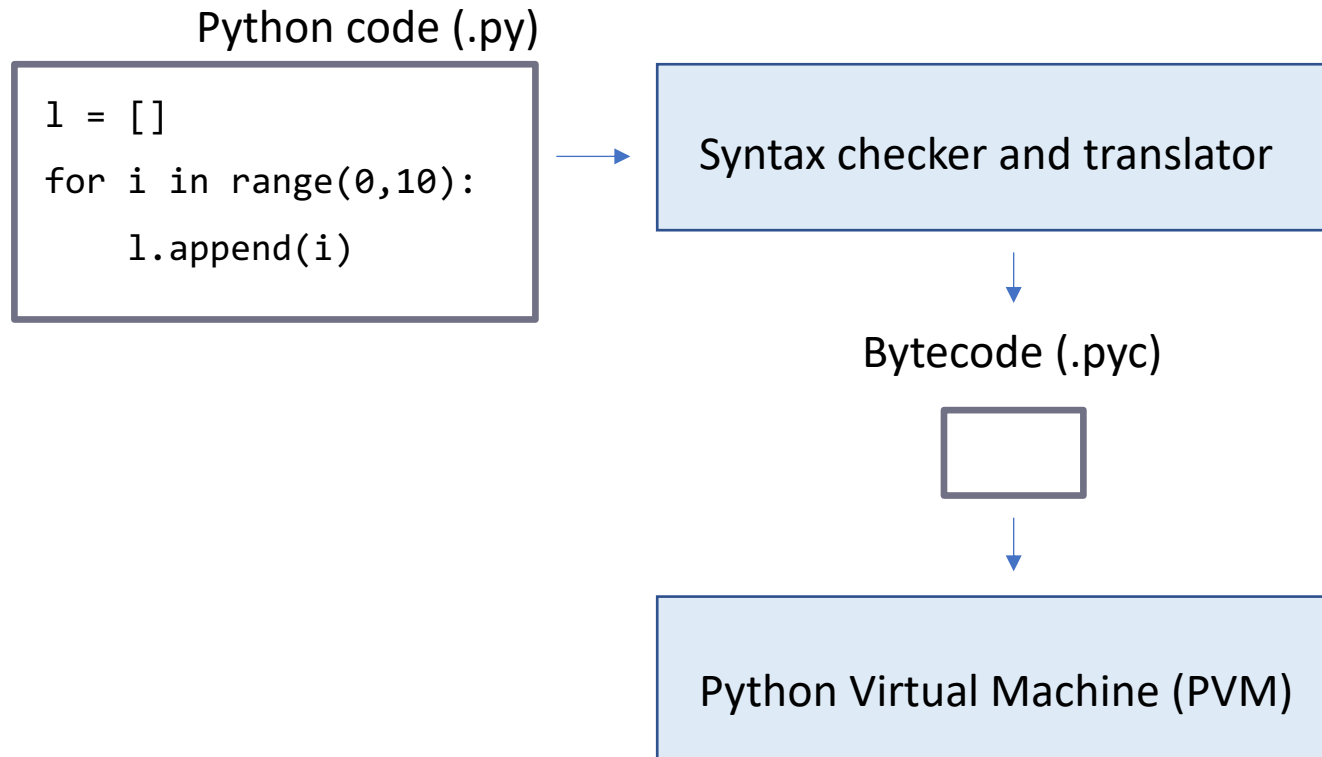 Python code (.py)
l = []
for i in range(0,10):
    l.append(i)
Syntax checker and translator
Bytecode (.pyc)
Python Virtual Machine (PVM)